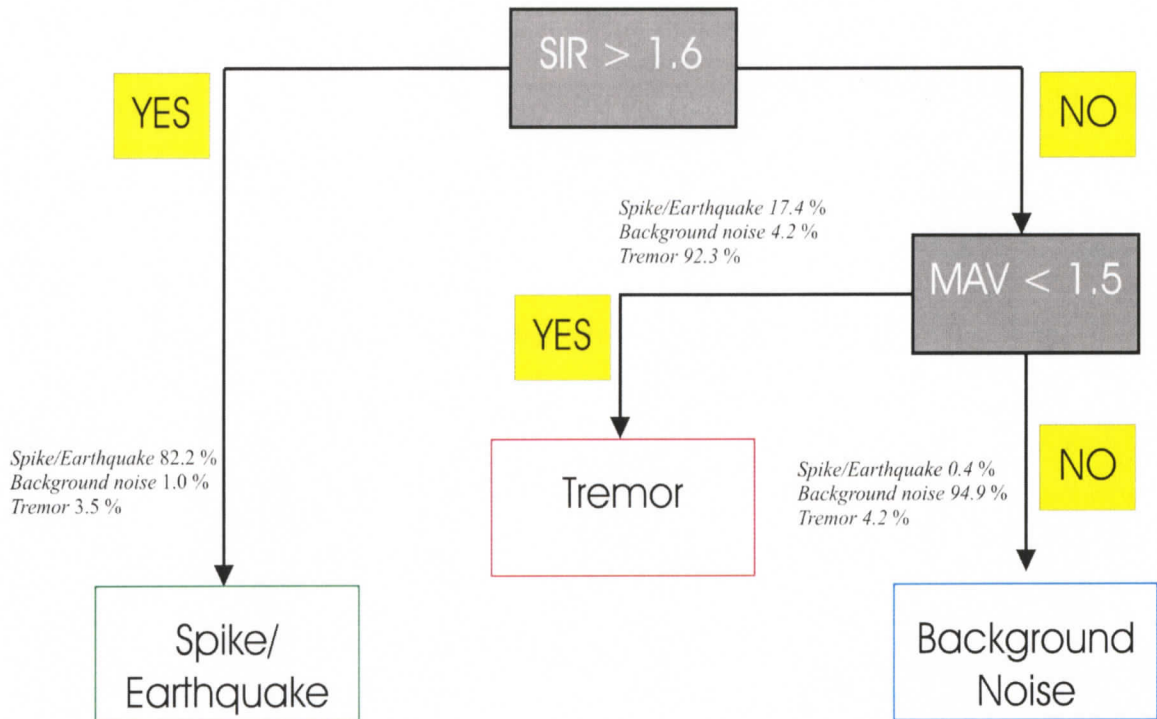 SIR > 1.6
YES
NO
Spike/Earthquake 17.4 %
Background noise 4.2 %
Tremor 92.3 %
MAV < 1.5
YES
Tremor
Spike/Earthquake 82.2 %
Background noise 1.0 %
Tremor 3.5 %
Spike/Earthquake 0.4 %
Background noise 94.9 %
Tremor 4.2 %
NO
Spike/
Earthquake
Background
Noise